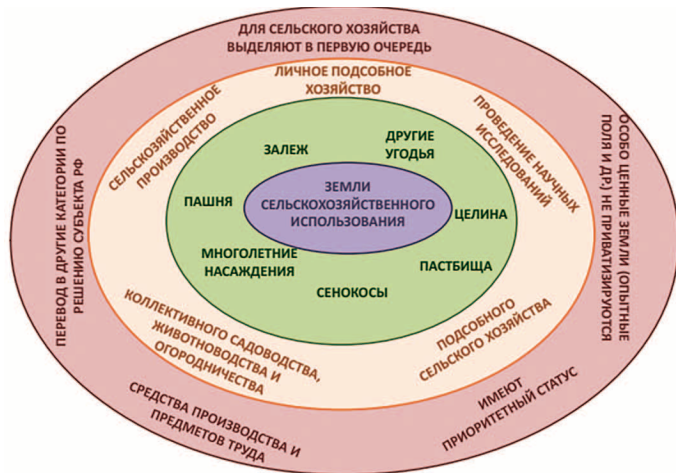 ДЛЯ СЕЛЬСКОГО ХОЗЯЙСТВА
ВЫДЕЛЯЮТ В ПЕРВУЮ ОЧЕРЕДЬ
ПЕРЕВОД В ДРУГИЕ КАТЕГОРИИ ПО
РЕШЕНИЮ СУБЪЕКТА РФ
ОСОБО ЦЕННЫЕ ЗЕМЛИ (ОПЫТНЫЕ
ПОЛЯ И ДР.) НЕ ПРИВАТИЗИРУЮТСЯ
СРЕДСТВА ПРОИЗВОДСТВА И
ПРЕДМЕТОВ ТРУДА
ИМЕЮТ
ПРИОРИТЕТНЫЙ СТАТУС
ЛИЧНОЕ ПОДСОБНОЕ
ХОЗЯЙСТВО
СЕЛЬСКОЗЯЙСТВЕННОЕ
ПРОИЗВОДСТВО
ПРОВЕДЕНИЕ НАУЧНЫХ
ИССЛЕДОВАНИЙ
КОЛЛЕКТИВНОГО САДОВОДСТВА,
ЖИВОТНОВОДСТВА И
ОГОРОДНИЧЕСТВА
ПОДСОБНОГО
СЕЛЬСКОГО ХОЗЯЙСТВА
ЗАЛЕЖ
ДРУГИЕ
УГОДЬЯ
ПАШНЯ
ЦЕЛИНА
МНОГОЛЕТНИЕ
НАСАЖДЕНИЯ
ПАСТБИЩА
СЕНОКОСЫ
ЗЕМЛИ
СЕЛЬСКОХОЗЯЙСТВЕННОГО
ИСПОЛЬЗОВАНИЯ